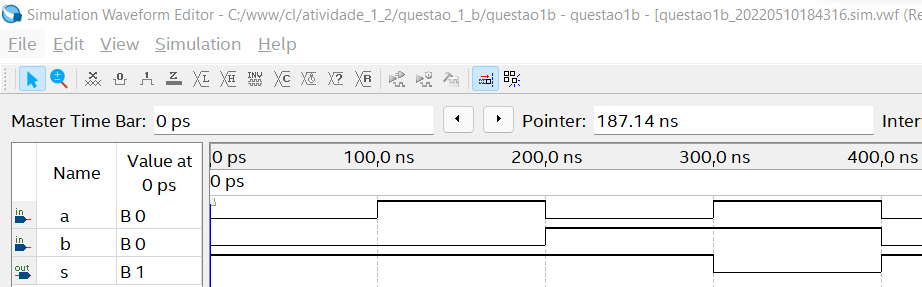 Simulation Waveform Editor - C:/www/cl/atividade_1_2/questao_1_b/questao1b - questao1b - [questao1b_20220510184316.sim.vwf (Re
File Edit View Simulation Help
Master Time Bar: 0 ps Pointer: 187.14 ns Inter
Name Value at 0 ps
0 ps 100,0 ns 200,0 ns 300,0 ns 400,0 ns
0 ps
in a B 0
in b B 0
out s B 1